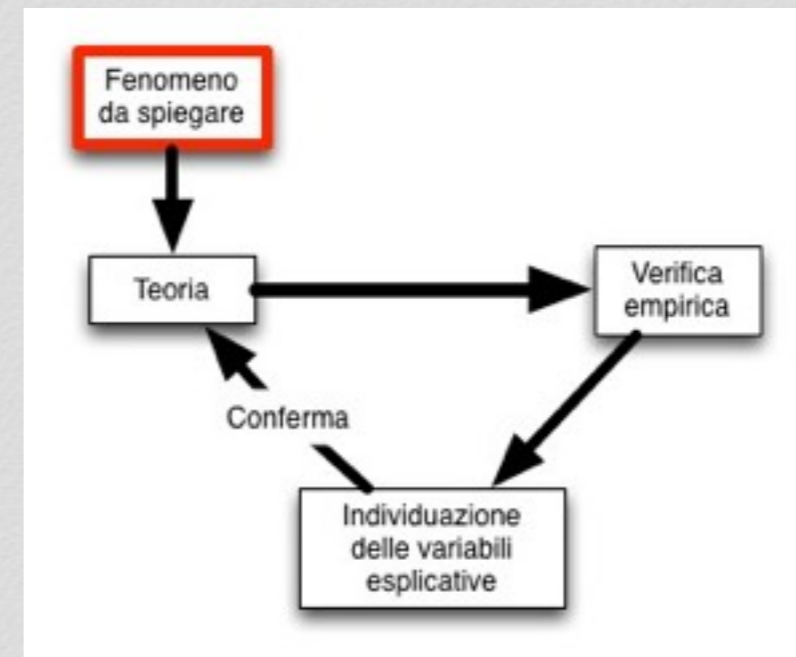 Fenomeno
da spiegare
Teoria
Verifica
empirica
Conferma
Individuazione
delle variabili
esplicative